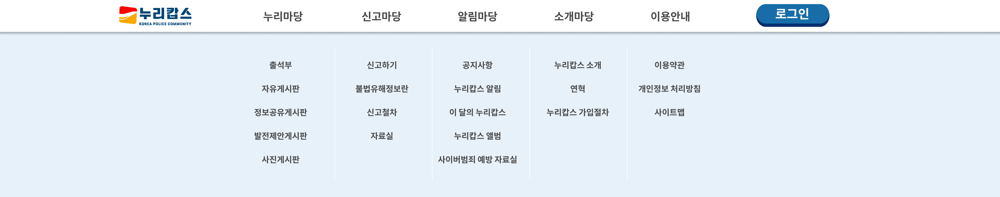 누리캅스
KOREA POLICE COMMUNITY
누리마당
신고마당
알림마당
소개마당
이용안내
로그인
출석부
자유게시판
정보공유게시판
발전제안게시판
사진게시판
신고하기
불법유해정보란
신고철차
자료실
공지사항
누리캅스 알림
이 달의 누리캅스
누리캅스 앨범
사이버범죄 예방 자료실
누리캅스 소개
연혁
누리캅스 가입절차
이용약관
개인정보 처리방침
사이트맵